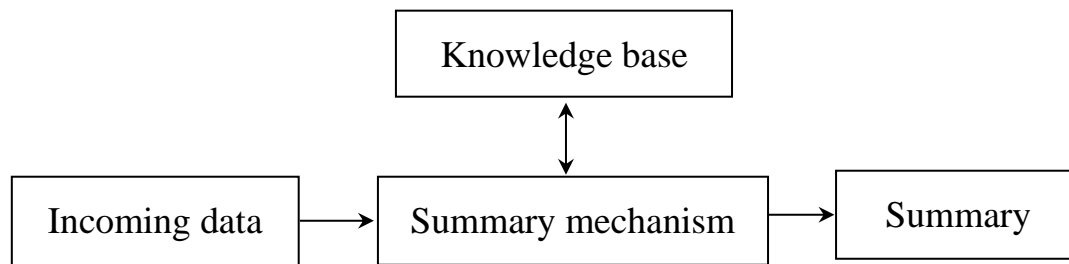 Knowledge base
Incoming data
Summary mechanism
Summary